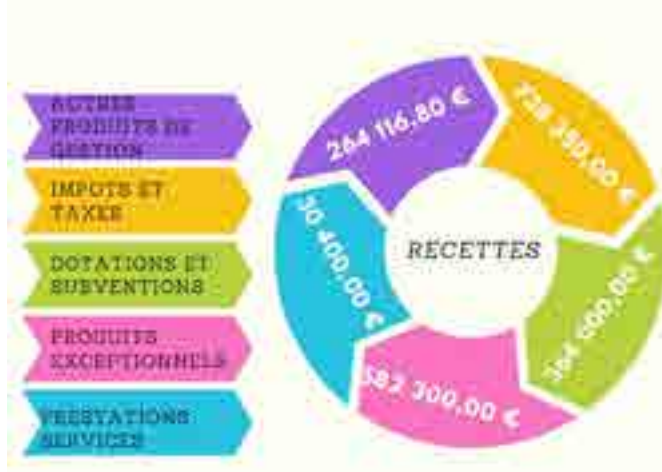 AUTRES
PRODUITS DE
GESTION
IMPOTS ET
TAXES
DOTATIONS ET
SUBVENTIONS
PRODUITS
EXCEPTIONNELS
PRESTATIONS
SERVICES
264 116,80 €
30 400,00 €
RECETTES
582 300,00 €